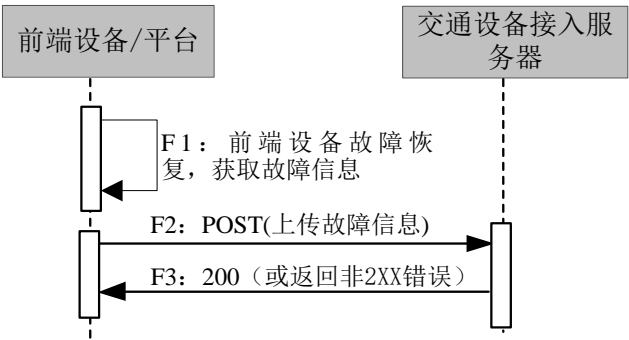 前端设备/平台
交通设备接入服
务器
F1：前端设备故障恢
复，获取故障信息
F2：POST(上传故障信息)
F3：200（或返回非2XX错误）